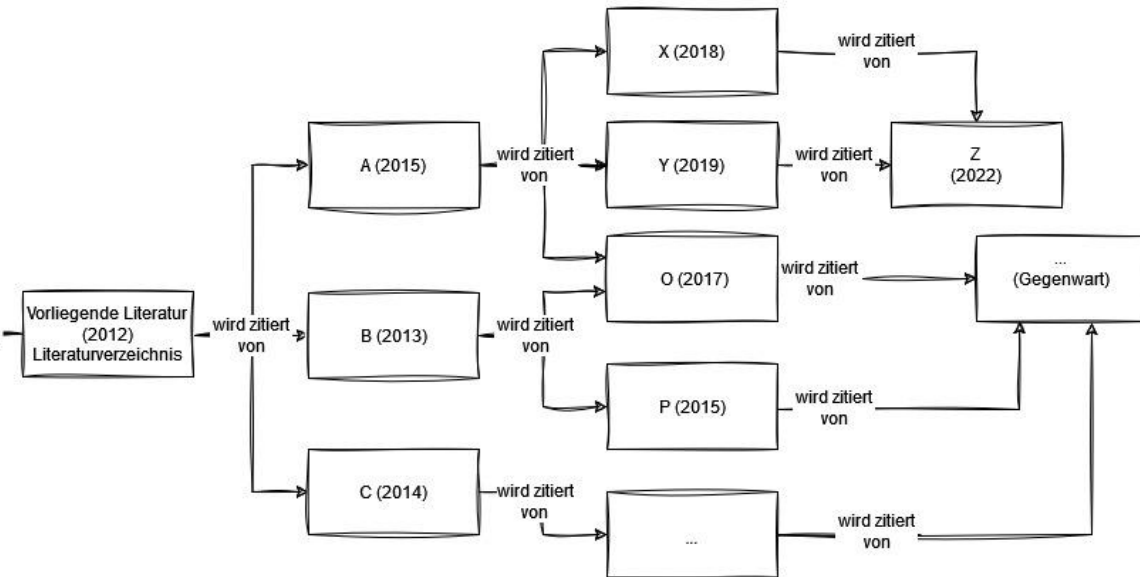 X (2018)
wird zitiert
von
A (2015)
wird zitiert
von
Y (2019)
wird zitiert
von
Z
(2022)
Vorliegende Literatur
(2012)
Literaturverzeichnis
wird zitiert
von
B (2013)
wird zitiert
von
O (2017)
wird zitiert
von
...
(Gegenwart)
P (2015)
wird zitiert
von
C (2014)
wird zitiert
von
...
wird zitiert
von